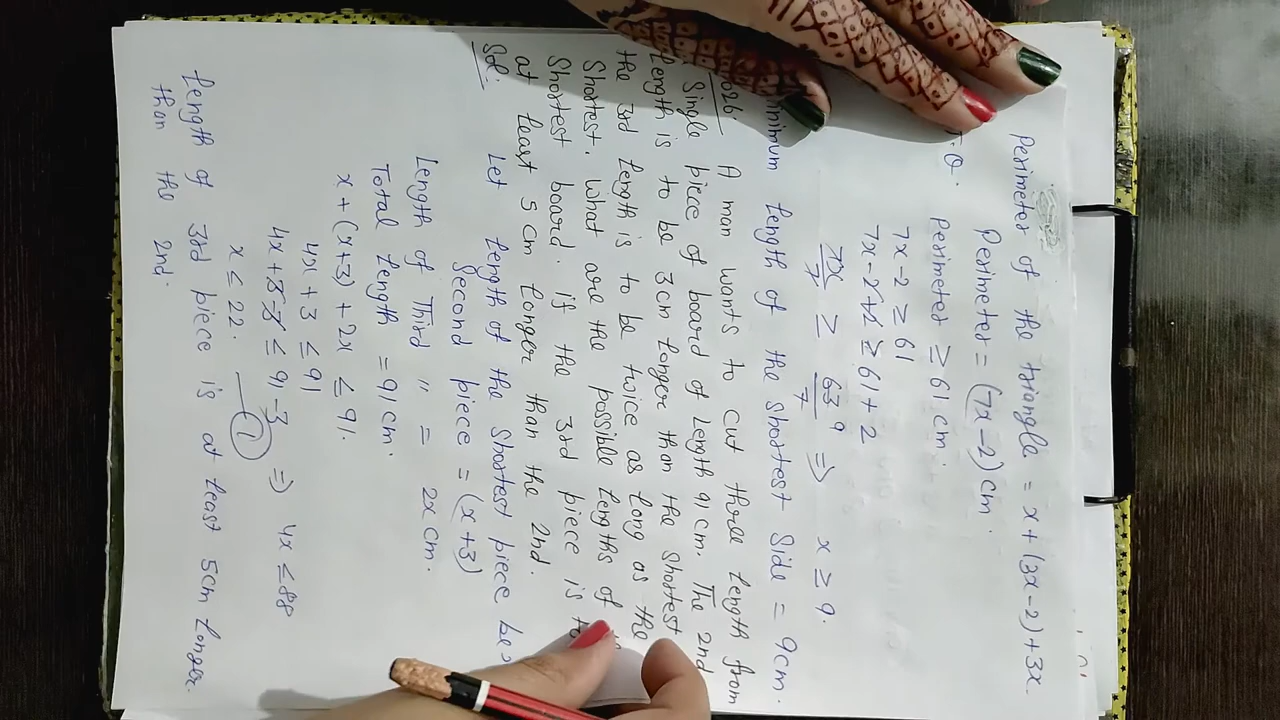 Perimeter of the triangle = x + (3x-2) + 3x
Perimeter = (7x-2) cm.
Perimeter ≥ 61 cm.
7x-2 ≥ 61
7x-2+2 ≥ 61+2
7x/7 ≥ 63/7 9 ⇒ x ≥ 9.
Length of the shortest side = 9cm.
A man wants to cut three length from
Single piece of board of Length 91 cm. The 2nd
Length is to be 3cm longer than the shortest
the 3rd length is to be twice as long as the
Shortest. What are the possible lengths of
Shortest board. if the 3rd piece is to
at least 5 cm longer than the 2nd.
Sol: Let length of the shortest piece be x
Second piece = (x+3)
Length of Third " = 2x cm.
Total Length = 91 cm.
x + (x+3) + 2x ≤ 91.
4x + 3 ≤ 91
4x+3-3 ≤ 91-3 ⇒ 4x ≤ 88
x ≤ 22. — (1)
Length of 3rd piece is at least 5cm longer
than the 2nd.